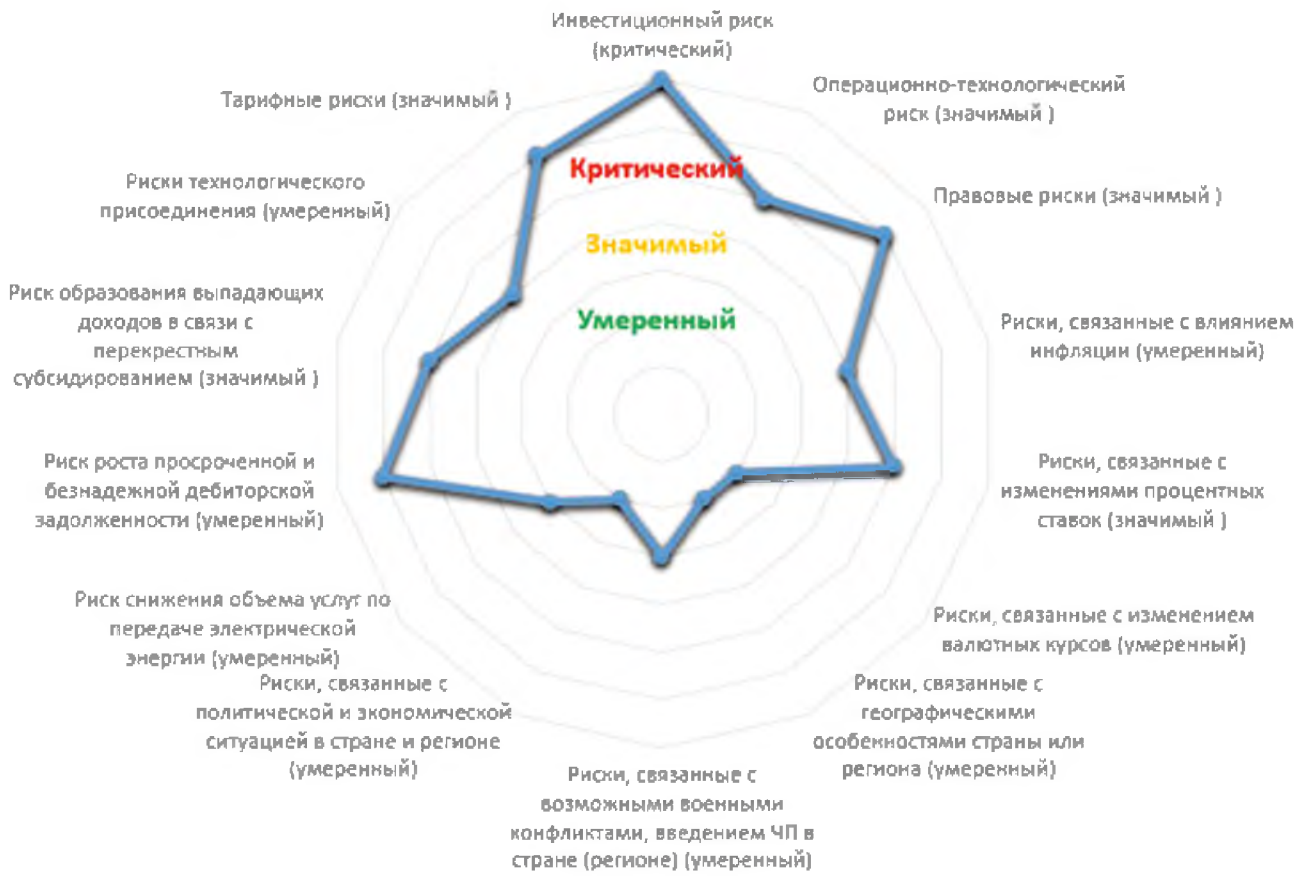 Инвестиционный риск
(критический)
Операционно-технологический
риск (значимый )
Правовые риски (значимый )
Риски, связанные с влиянием
инфляции (умеренный)
Риски, связанные с
изменениями процентных
ставок (значимый )
Риски, связанные с изменением
валютных курсов (умеренный)
Риски, связанные с
географическими
особенностями страны или
региона (умеренный)
Риски, связанные с
возможными военными
конфликтами, введением ЧП в
стране (регионе) (умеренный)
Риски, связанные с
политической и экономической
ситуацией в стране и регионе
(умеренный)
Риск снижения объема услуг по
передаче электрической
энергии (умеренный)
Риск роста просроченной и
безнадежной дебиторской
задолженности (умеренный)
Риск образования выпадающих
доходов в связи с
перекрестным
субсидированием (значимый )
Риски технологического
присоединения (умеренный)
Тарифные риски (значимый )
Критический
Значимый
Умеренный